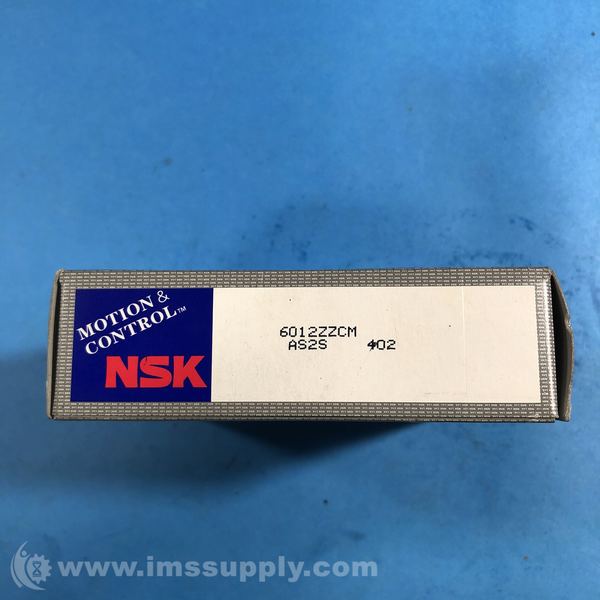 MOTION &
CONTROL™
NSK
6012ZZCM
AS2S 402
www.imssupply.com